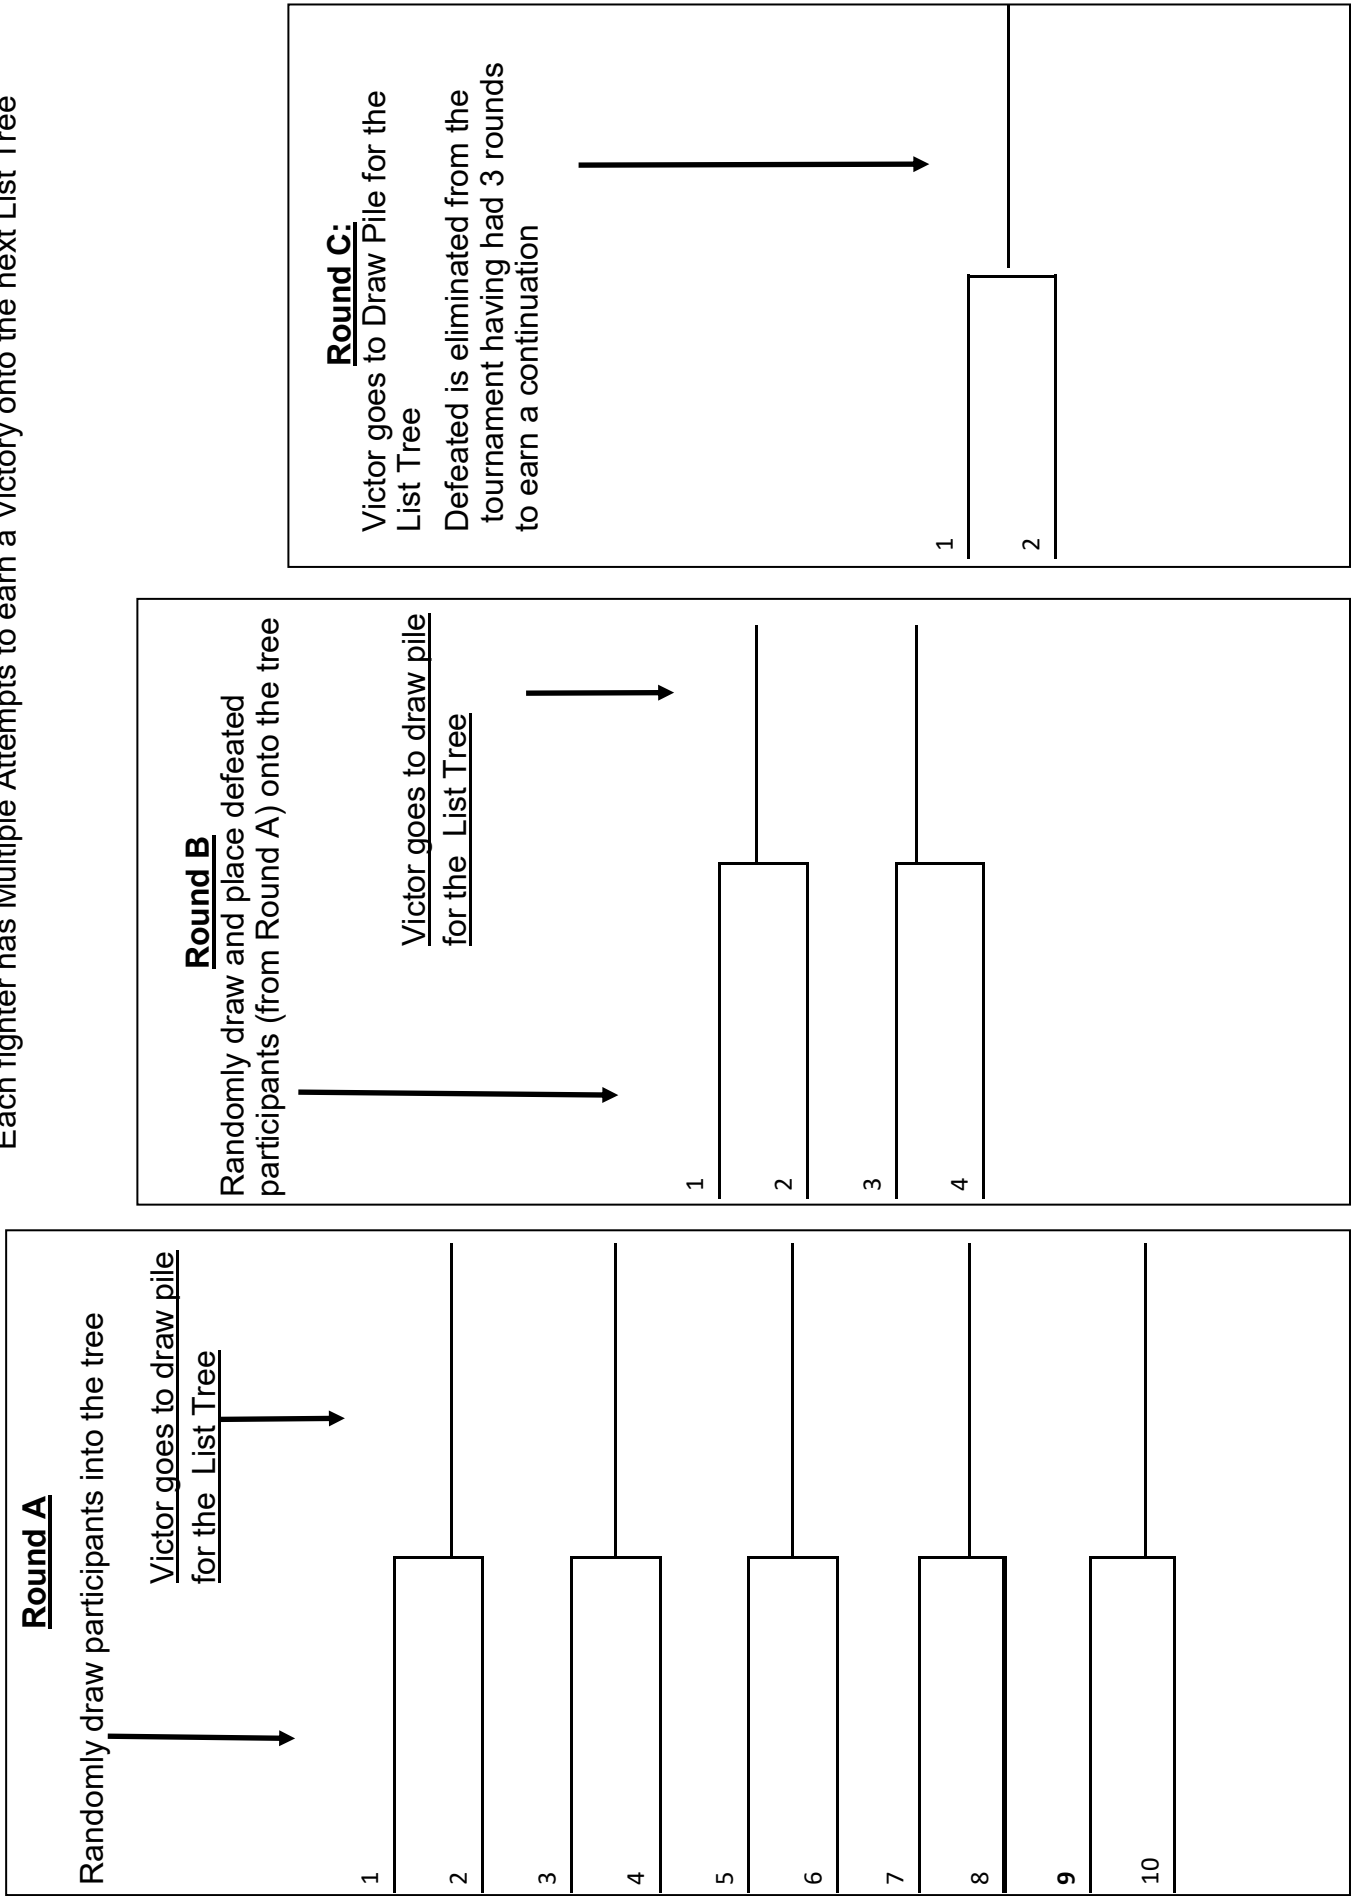 Each fighter has Multiple Attempts to earn a Victory onto the next List Tree
Round A
Randomly draw participants into the tree
Victor goes to draw pile
for the List Tree
1
2
3
4
5
6
7
8
9
10
Round B
Randomly draw and place defeated
participants (from Round A) onto the tree
Victor goes to draw pile
for the List Tree
1
2
3
4
Round C:
Victor goes to Draw Pile for the
List Tree
Defeated is eliminated from the
tournament having had 3 rounds
to earn a continuation
1
2